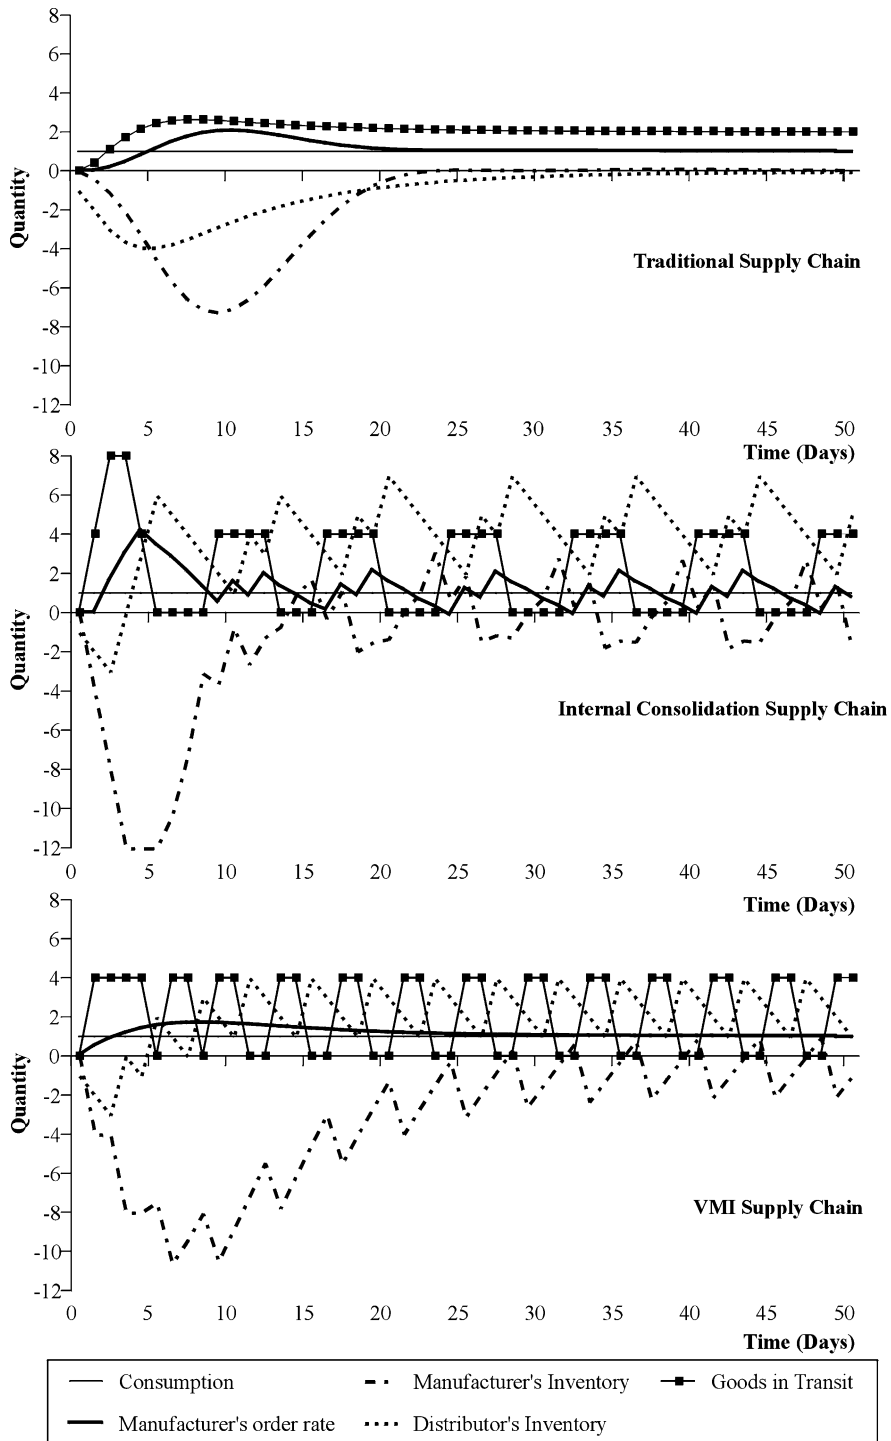 8
6
4
2
0
-2
-4
-6
-8
-10
-12
Quantity
Traditional Supply Chain
0 5 10 15 20 25 30 35 40 45 50
Time (Days)
8
6
4
2
0
-2
-4
-6
-8
-10
-12
Quantity
Internal Consolidation Supply Chain
0 5 10 15 20 25 30 35 40 45 50
Time (Days)
8
6
4
2
0
-2
-4
-6
-8
-10
-12
Quantity
VMI Supply Chain
0 5 10 15 20 25 30 35 40 45 50
Time (Days)
Consumption Manufacturer's Inventory Goods in Transit
Manufacturer's order rate Distributor's Inventory